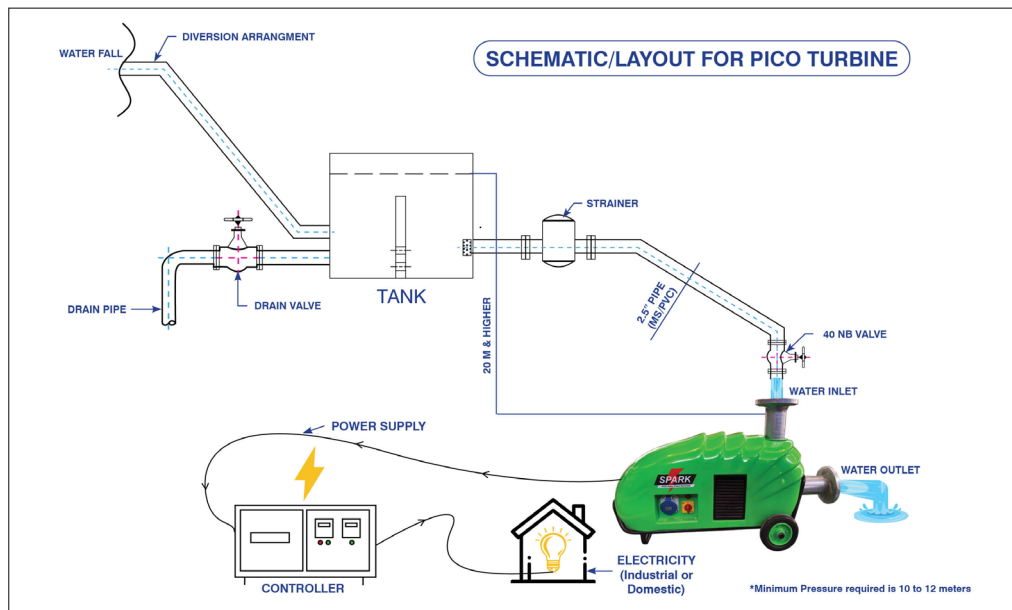 SCHEMATIC/LAYOUT FOR PICO TURBINE
DIVERSION ARRANGMENT
WATER FALL
STRAINER
DRAIN PIPE
DRAIN VALVE
TANK
20 M & HIGHER
2.5" PIPE
(MS/PVC)
40 NB VALVE
WATER INLET
POWER SUPPLY
SPARK
WATER OUTLET
CONTROLLER
ELECTRICITY
(Industrial or
Domestic)
*Minimum Pressure required is 10 to 12 meters